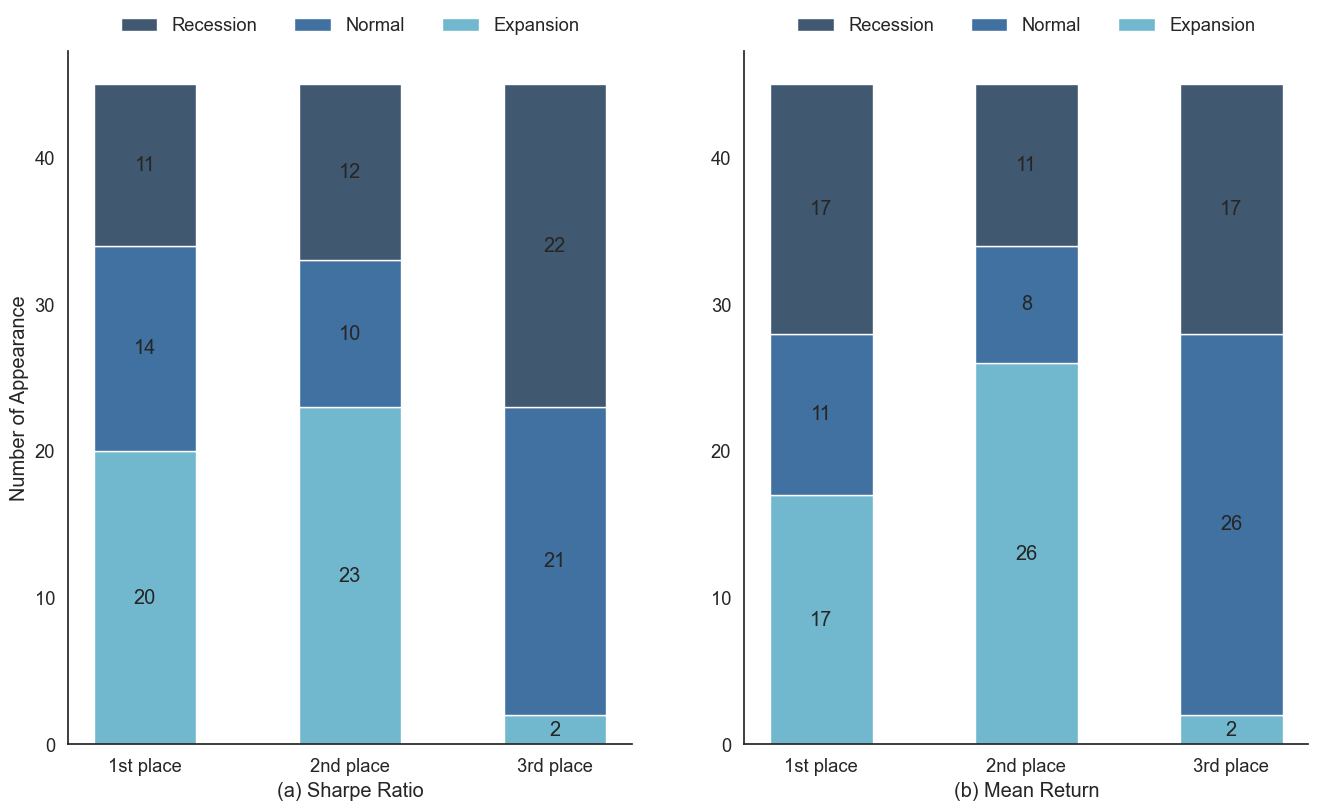 Recession Normal Expansion
Number of Appearance
40
30
20
10
0
11 12 22
14 10 21
20 23 2
1st place 2nd place 3rd place
(a) Sharpe Ratio
Recession Normal Expansion
40
30
20
10
0
17 11 17
11 8 26
17 26 2
1st place 2nd place 3rd place
(b) Mean Return